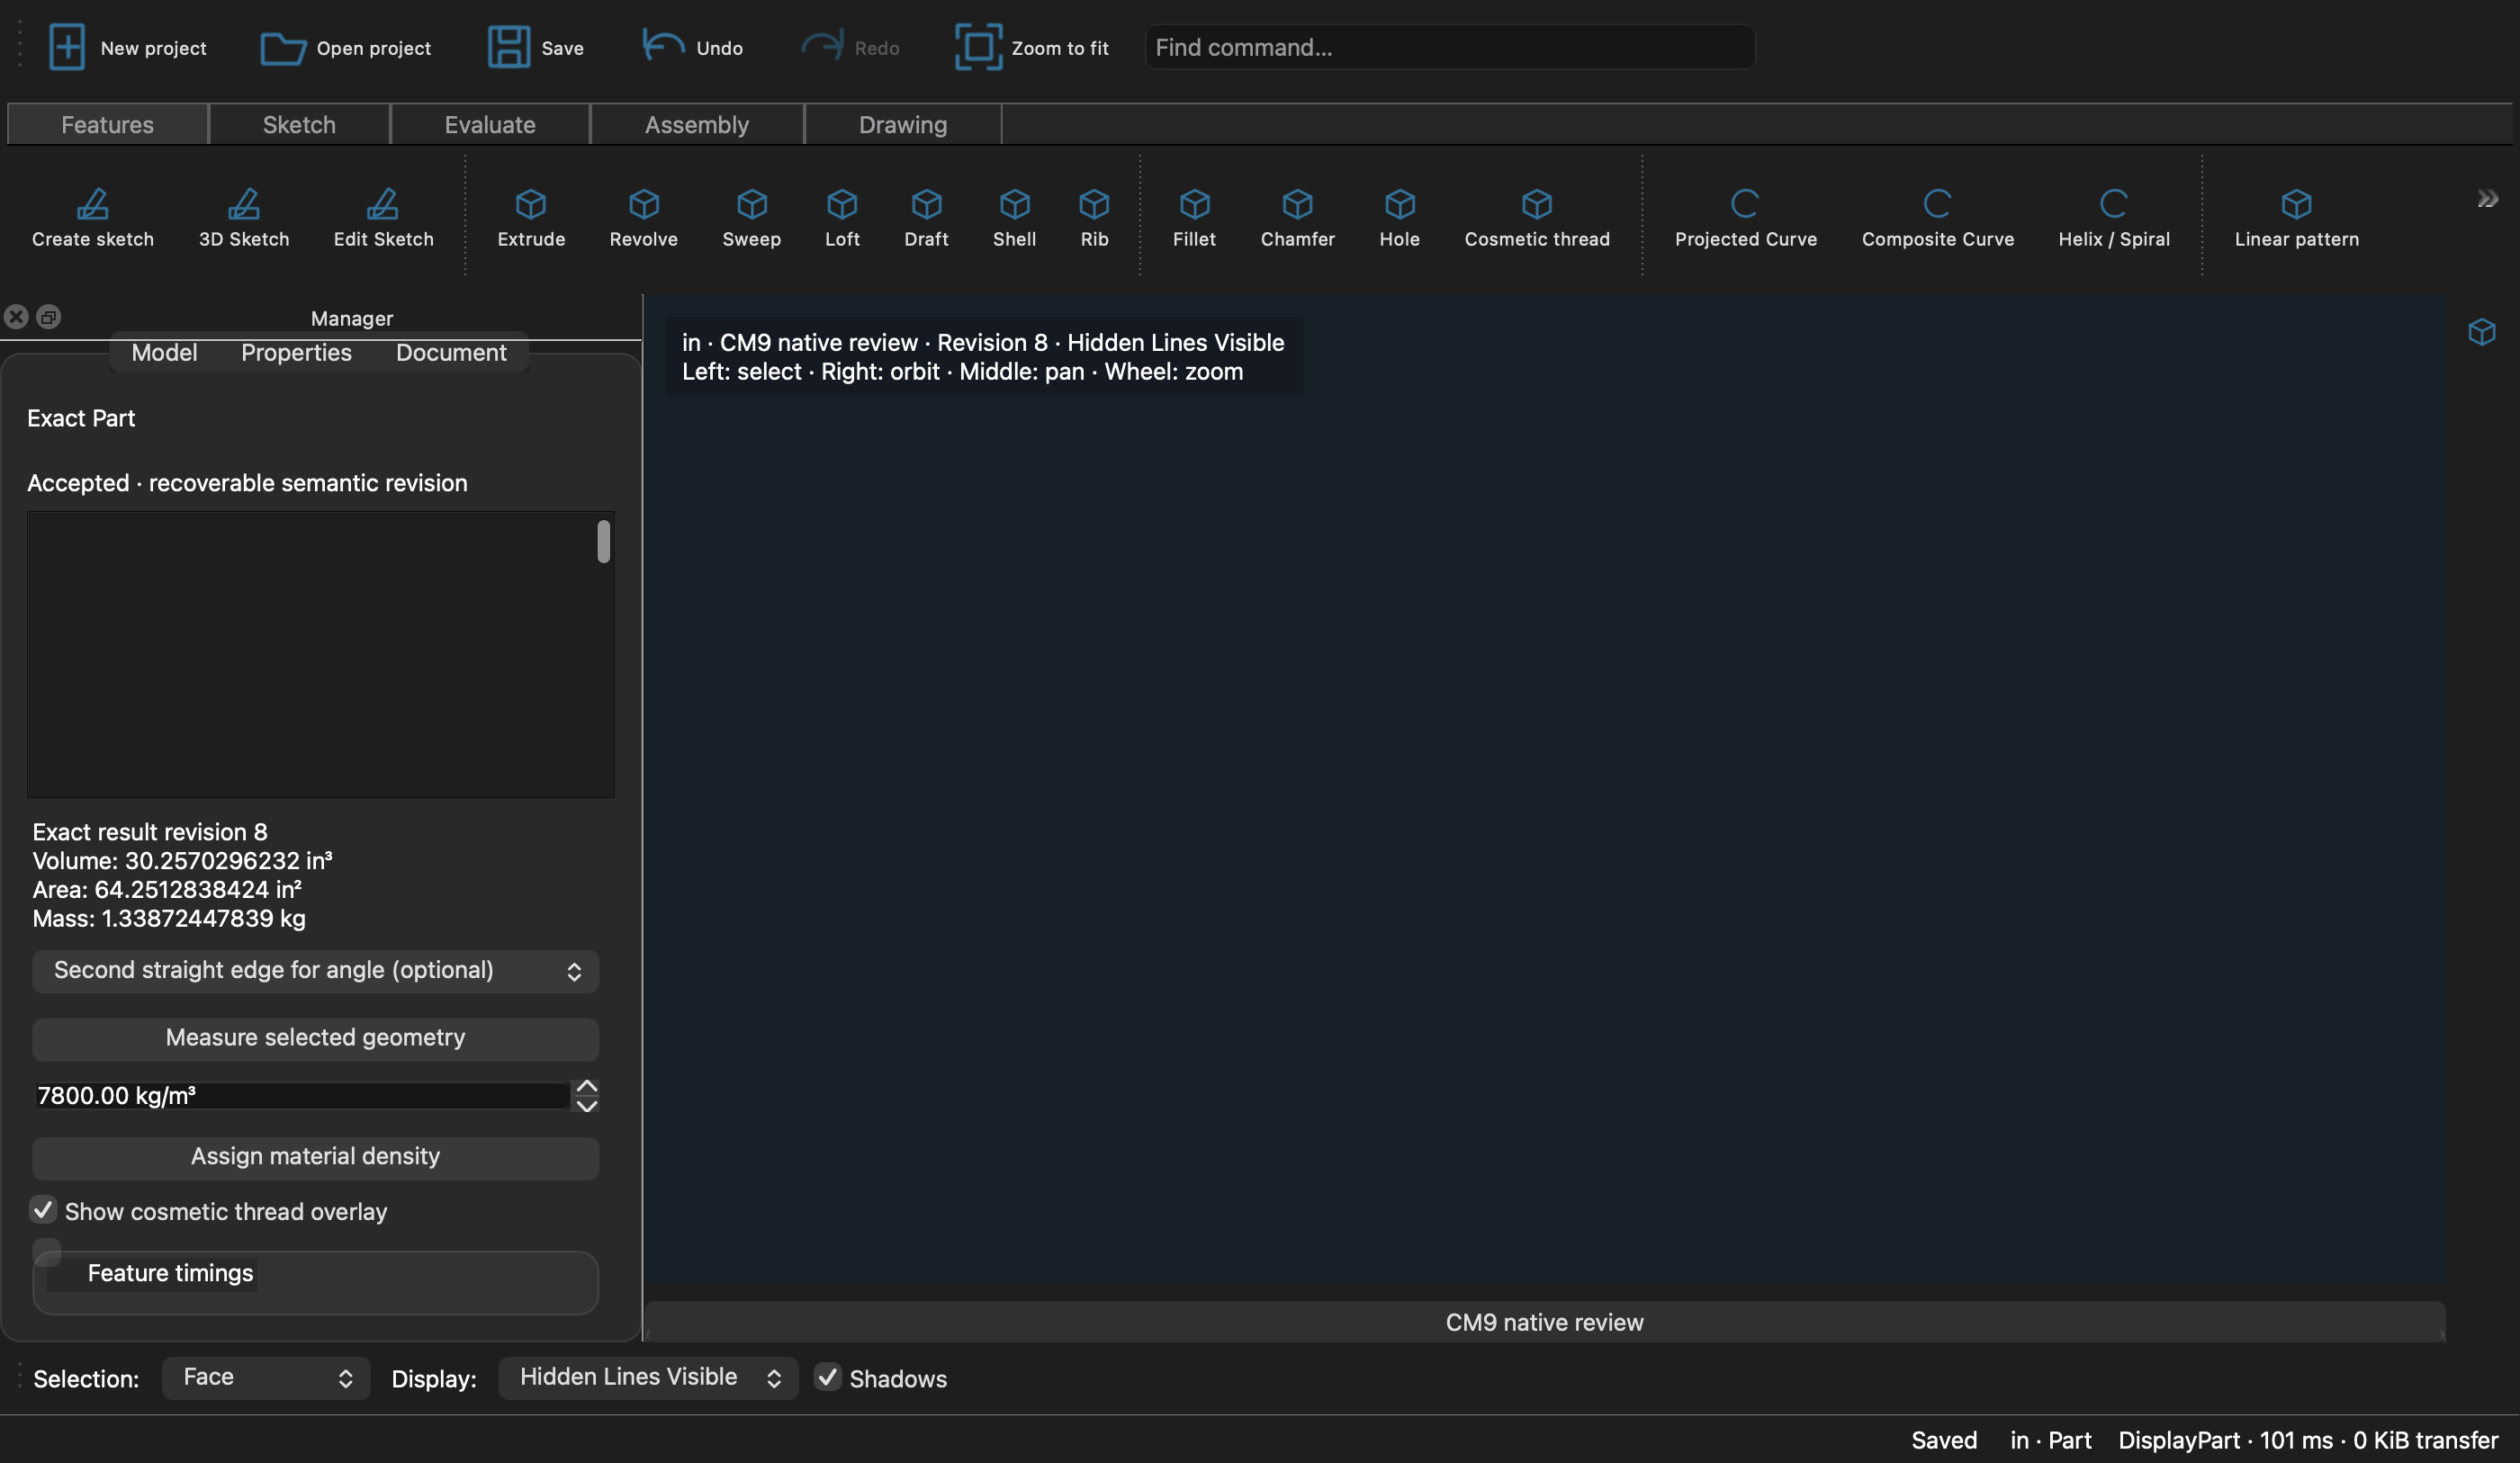 New project Open project Save Undo Redo Zoom to fit Find command...
Features Sketch Evaluate Assembly Drawing
Create sketch 3D Sketch Edit Sketch Extrude Revolve Sweep Loft Draft Shell Rib Fillet Chamfer Hole Cosmetic thread Projected Curve Composite Curve Helix / Spiral Linear pattern
Manager
Model Properties Document
Exact Part
Accepted · recoverable semantic revision
Exact result revision 8
Volume: 30.2570296232 in³
Area: 64.2512838424 in²
Mass: 1.33872447839 kg
Second straight edge for angle (optional)
Measure selected geometry
7800.00 kg/m³
Assign material density
Show cosmetic thread overlay
Feature timings
in · CM9 native review · Revision 8 · Hidden Lines Visible
Left: select · Right: orbit · Middle: pan · Wheel: zoom
CM9 native review
Selection: Face Display: Hidden Lines Visible Shadows
Saved in · Part DisplayPart · 101 ms · 0 KiB transfer